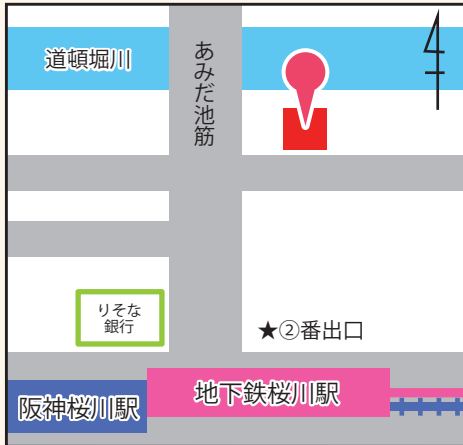 道頓堀川
あみだ池筋
りそな
銀行
★②番出口
地下鉄桜川駅
阪神桜川駅